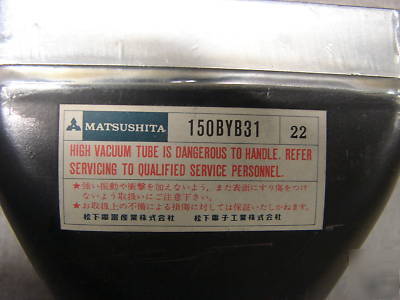 MATSUSHITA 150BYB31 22
HIGH VACUUM TUBE IS DANGEROUS TO HANDLE. REFER
SERVICING TO QUALIFIED SERVICE PERSONNEL.
★強い振動や衝撃を加えないよう、また表面にすり傷をつけ
ないよう取扱いにご注意下さい。
★お取扱上の不備による損傷に対しては保証いたしかねます。
松下電器産業株式会社 松下電子工業株式会社